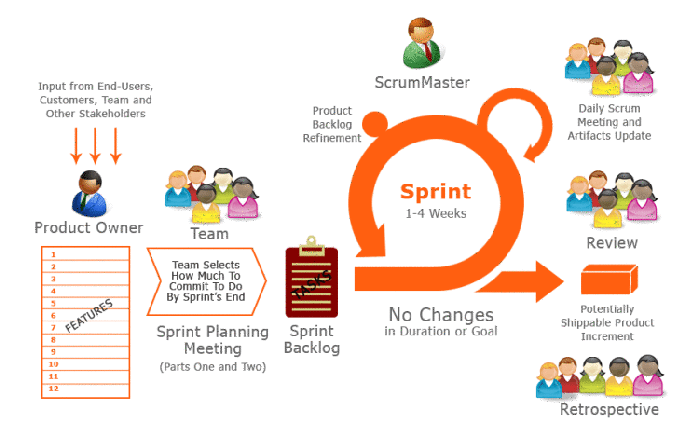 Input from End-Users,
Customers, Team and
Other Stakeholders
Product Owner
1
2
2
4
5
6
7
8
9
10
11
12
FEATURES
Team
Team Selects
How Much To
Commit To Do
By Sprint's End
Sprint Planning
Meeting
(Parts One and Two)
TASKS
Sprint
Backlog
ScrumMaster
Product
Backlog
Refinement
Sprint
1-4 Weeks
No Changes
in Duration or Goal
Daily Scrum
Meeting and
Artifacts Update
Review
Potentially
Shippable Product
Increment
Retrospective